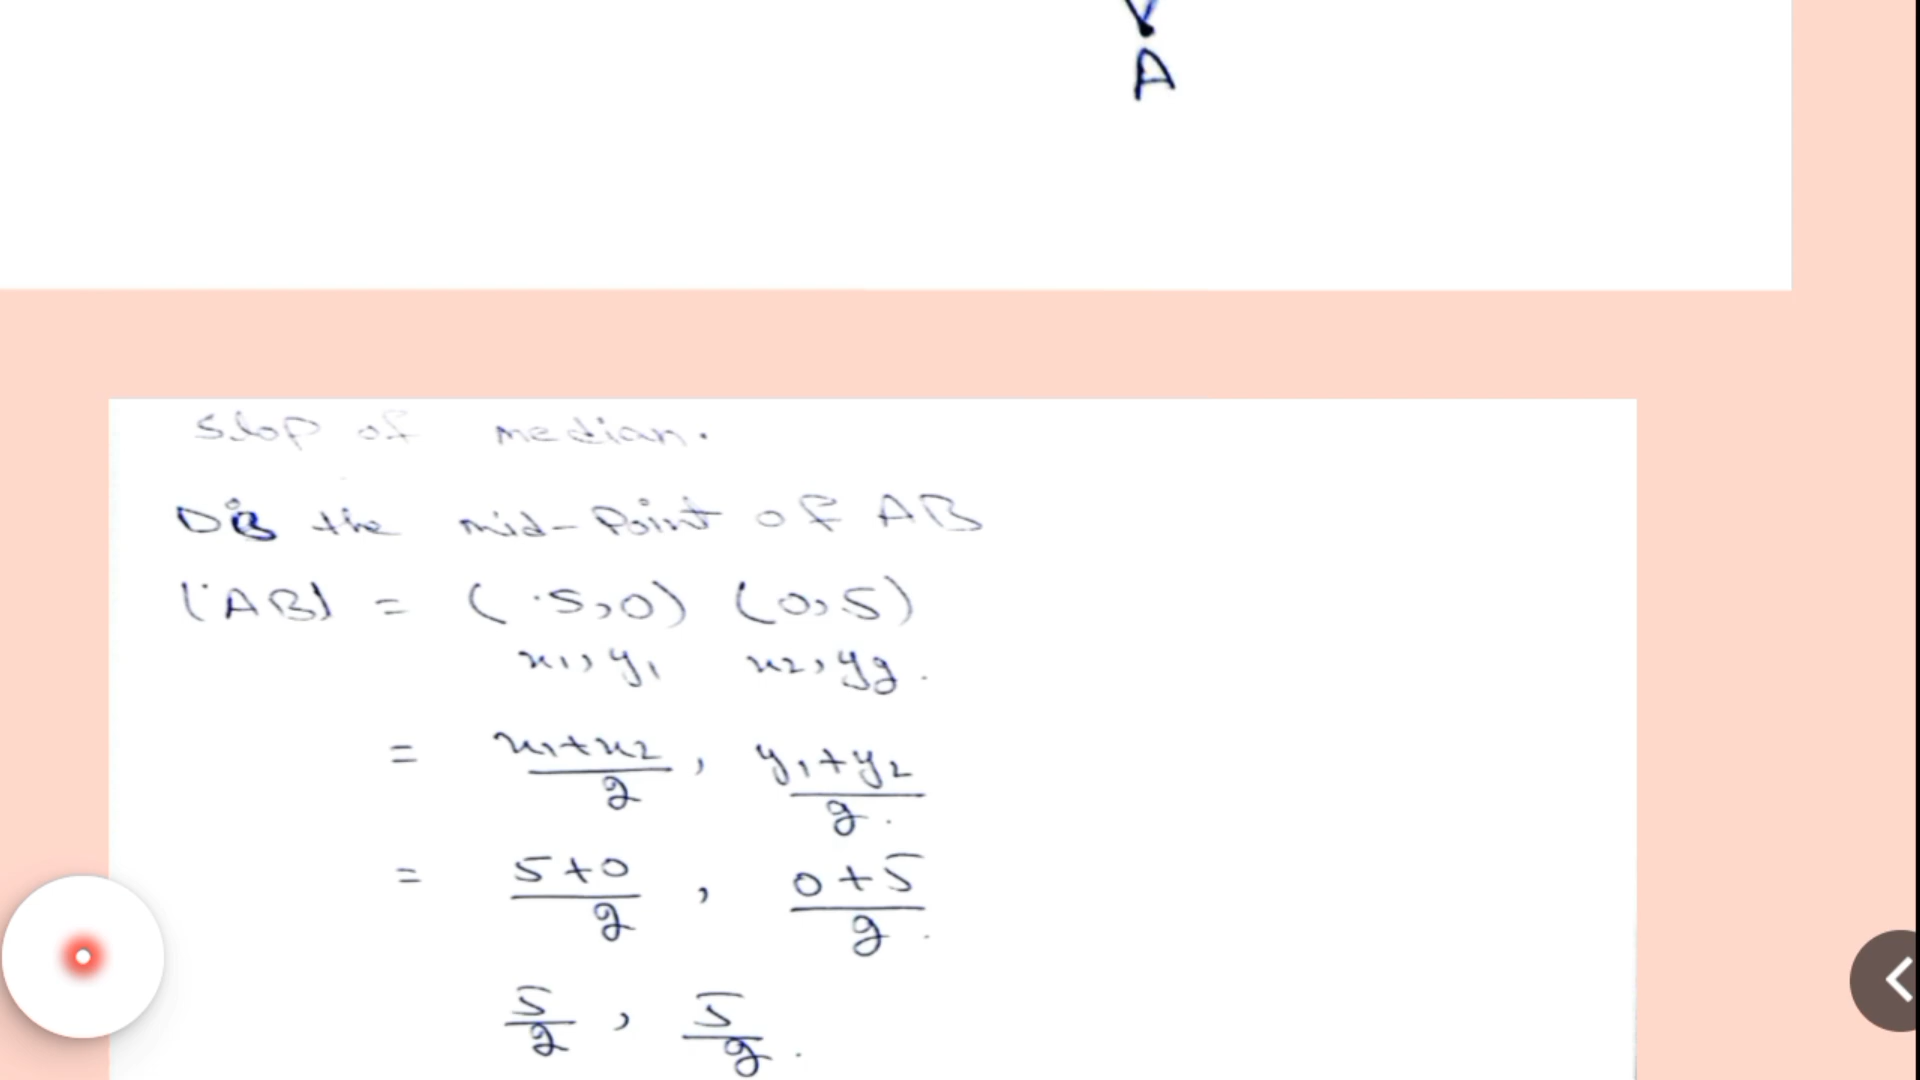 A
Slop of median.
D is the mid-Point of AB
(AB) = (5,0) (0,5)
x1, y1 x2, y2.
= x1+x2/2, y1+y2/2.
= 5+0/2, 0+5/2.
5/2, 5/2.